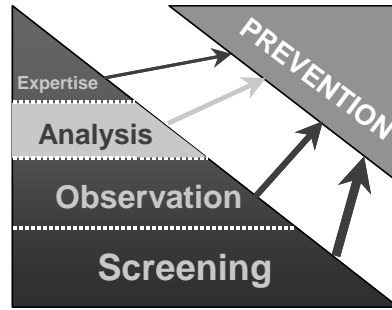 PREVENTION
Expertise
Analysis
Observation
Screening